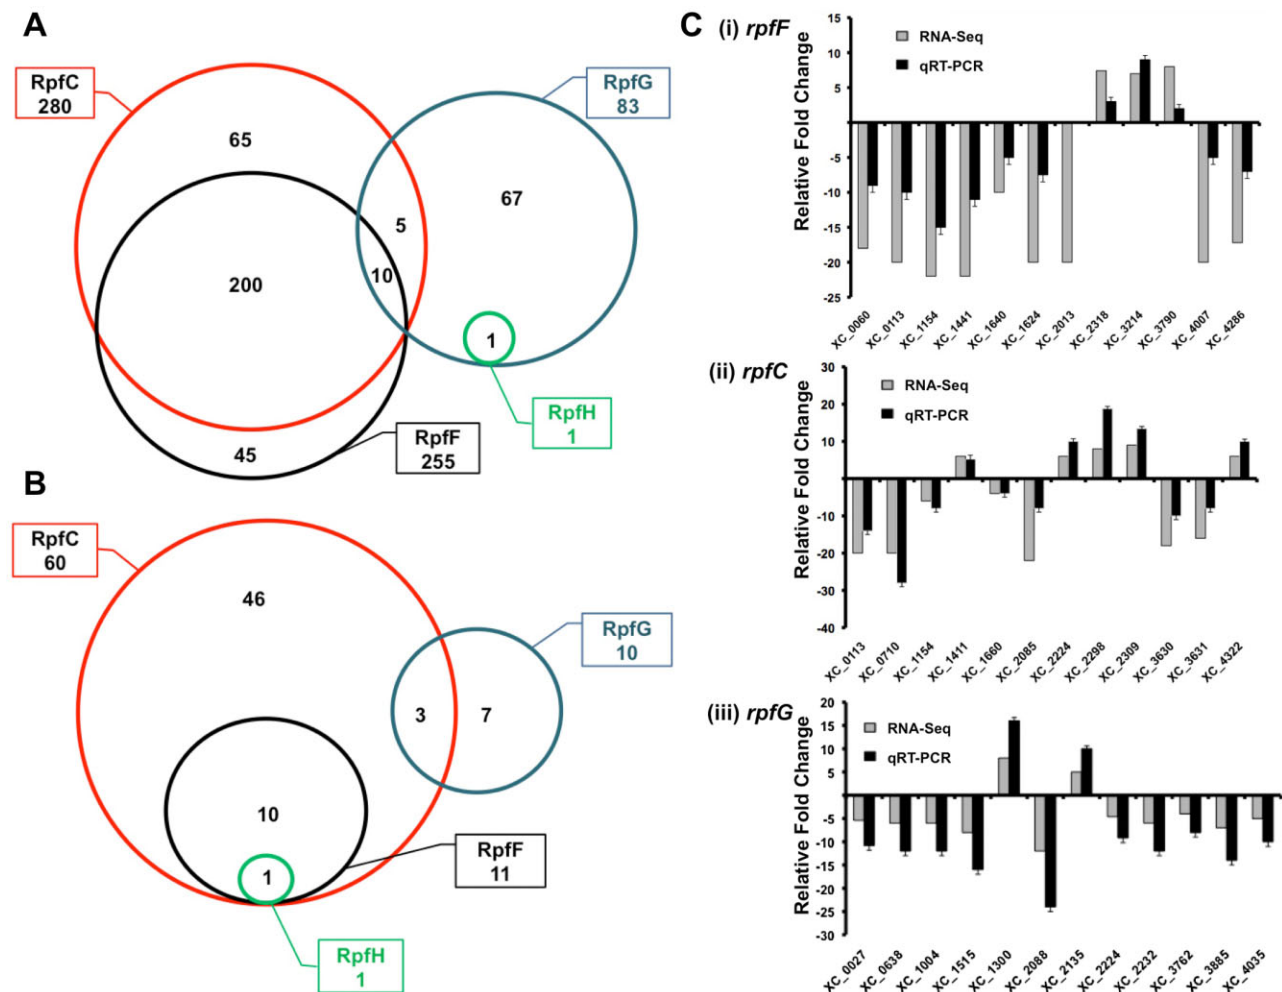 A
RpfC
280
RpfG
83
65
5
67
10
200
1
RpfH
1
45
RpfF
255
B
RpfC
60
46
RpfG
10
3
7
10
RpfF
11
1
RpfH
1
C
(i) rpfF
Relative Fold Change
RNA-Seq
qRT-PCR
15
10
5
-5
-10
-15
-20
-25
XC_0060
XC_0113
XC_1154
XC_1441
XC_1640
XC_1624
XC_2013
XC_2318
XC_3214
XC_3790
XC_4007
XC_4286
(ii) rpfC
Relative Fold Change
RNA-Seq
qRT-PCR
30
20
10
-10
-20
-30
-40
XC_0113
XC_0710
XC_1154
XC_1411
XC_1660
XC_2085
XC_2224
XC_2298
XC_2309
XC_3630
XC_3631
XC_4322
(iii) rpfG
Relative Fold Change
RNA-Seq
qRT-PCR
20
15
10
5
-5
-10
-15
-20
-25
-30
XC_0027
XC_0638
XC_1004
XC_1515
XC_1300
XC_2088
XC_2135
XC_2224
XC_2232
XC_3762
XC_3885
XC_4035